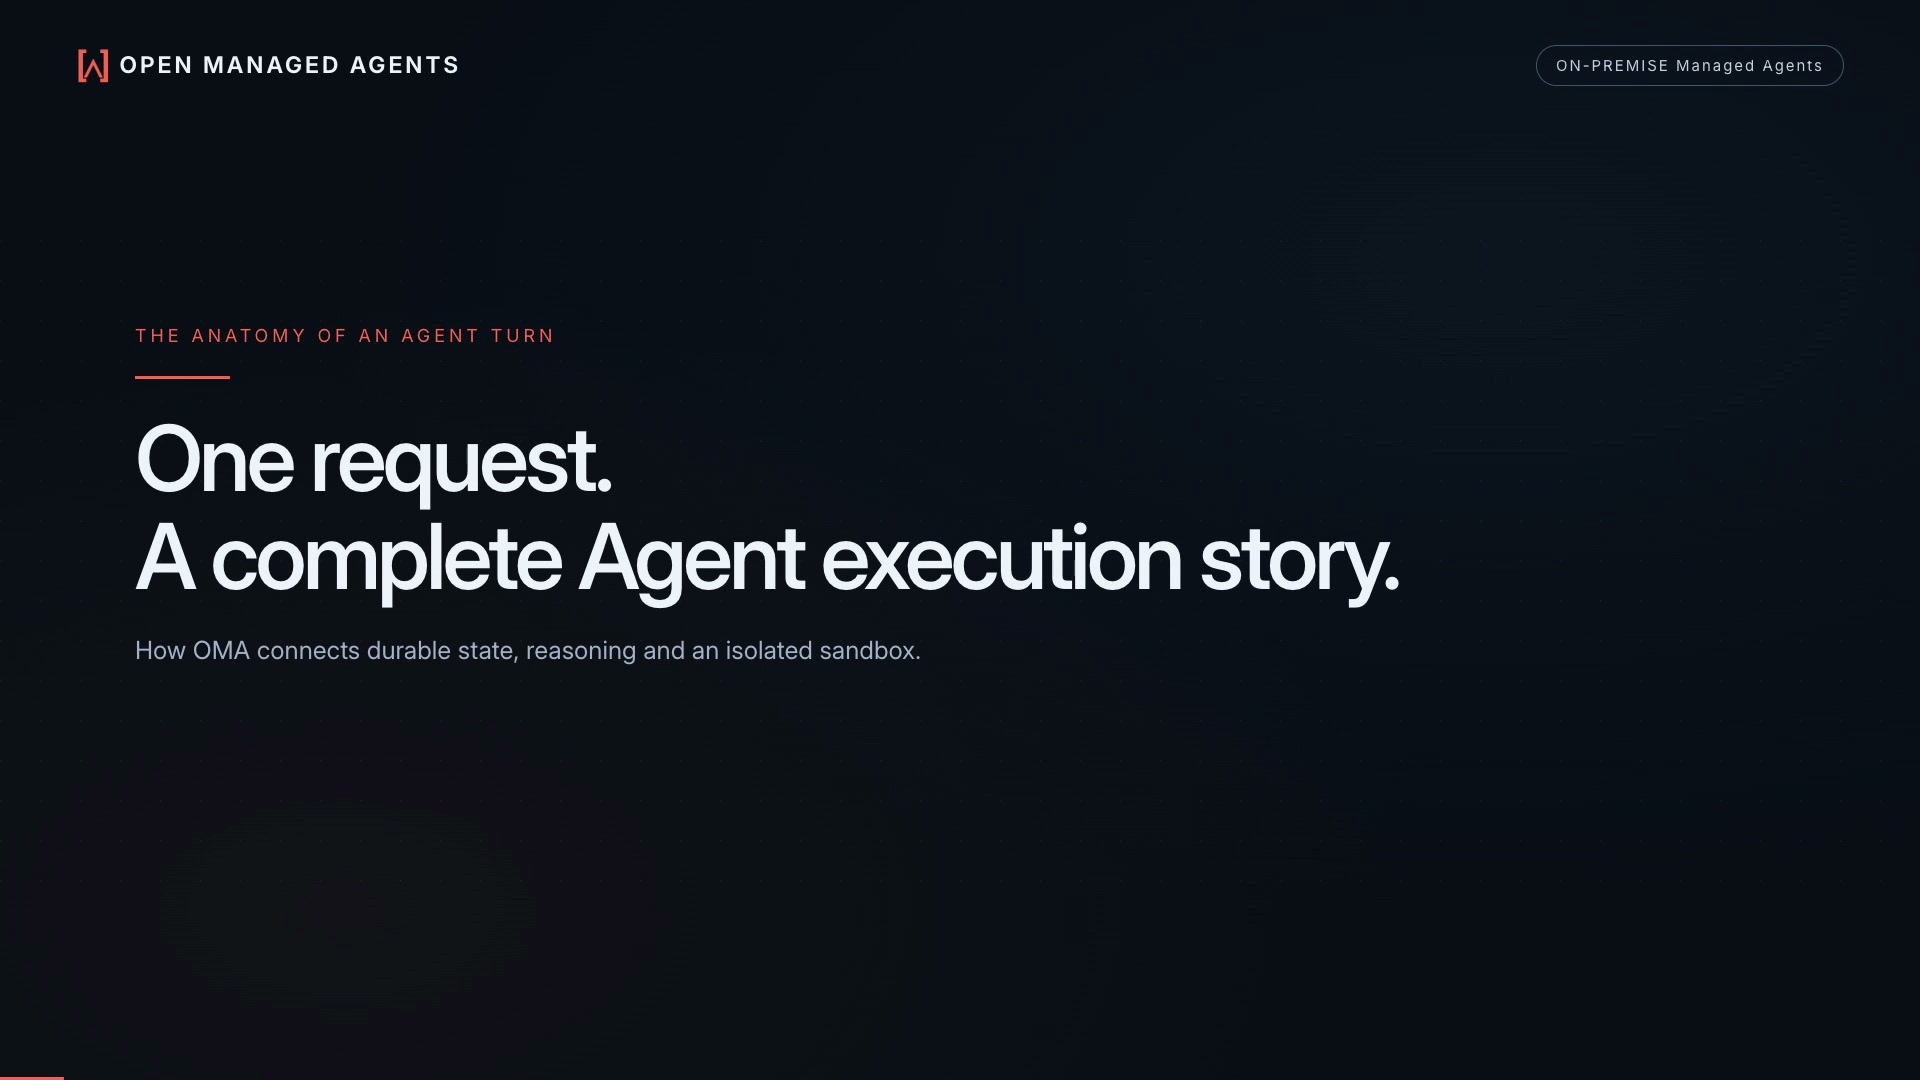 OPEN MANAGED AGENTS
ON-PREMISE Managed Agents
THE ANATOMY OF AN AGENT TURN
One request.
A complete Agent execution story.
How OMA connects durable state, reasoning and an isolated sandbox.